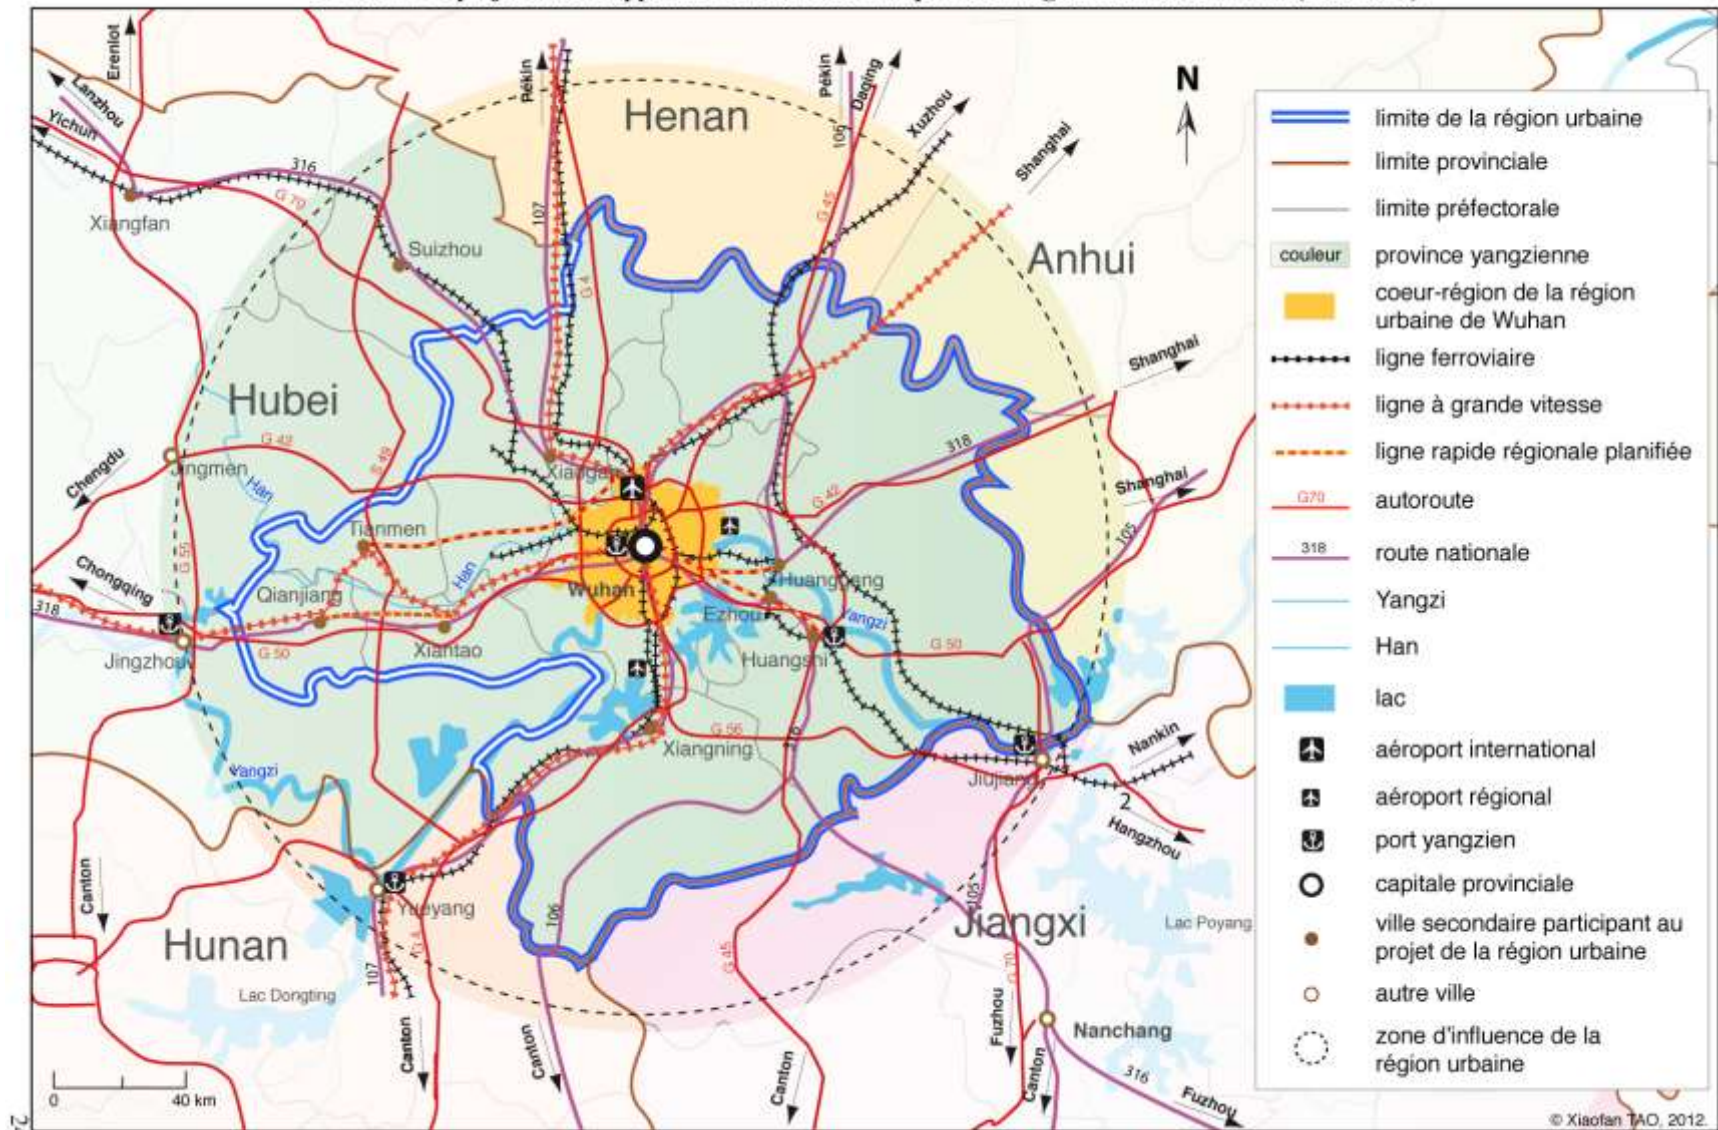 Erenlot
Lanzhou
Yichun
Pékin
Pékin
Daqing
Xuzhou
Shanghai
Henan
N
316
G 70
107
G 4
106
G 45
Xiangfan
Suizhou
Anhui
Shanghai
Hubei
318
G 42
S 49
Jingmen
Han
Chengdu
Shanghai
G 42
105
Tianmen
G 55
Chongqing
Han
Wuhan
Qianjiang
Ezhou
Yangzi
318
Xiantao
G 50
G 50
Jingzhou
Huangshi
G 56
Xiangning
Nankin
Yangzi
Jiujiang
2
Hangzhou
Canton
Yueyang
G 4
106
105
Jiangxi
Lac Poyang
Hunan
107
G 45
G 70
Lac Dongting
Fuzhou
Nanchang
Canton
Canton
Canton
Canton
316
Fuzhou
0 40 km
limite de la région urbaine
limite provinciale
limite préfectorale
couleur province yangzienne
coeur-région de la région
urbaine de Wuhan
ligne ferroviaire
ligne à grande vitesse
ligne rapide régionale planifiée
G70 autoroute
318 route nationale
Yangzi
Han
lac
aéroport international
aéroport régional
port yangzien
capitale provinciale
ville secondaire participant au
projet de la région urbaine
autre ville
zone d'influence de la
région urbaine
© Xiaofan TAO, 2012.